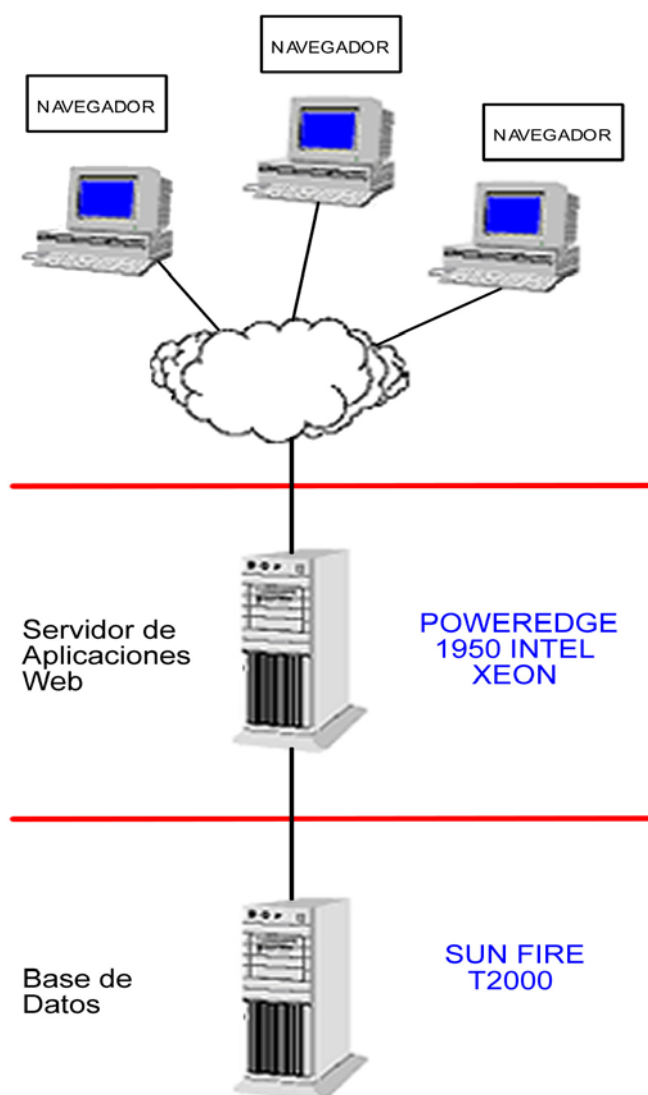 NAVEGADOR
NAVEGADOR
NAVEGADOR
Servidor de
Aplicaciones
Web
POWEREDGE
1950 INTEL
XEON
Base de
Datos
SUN FIRE
T2000